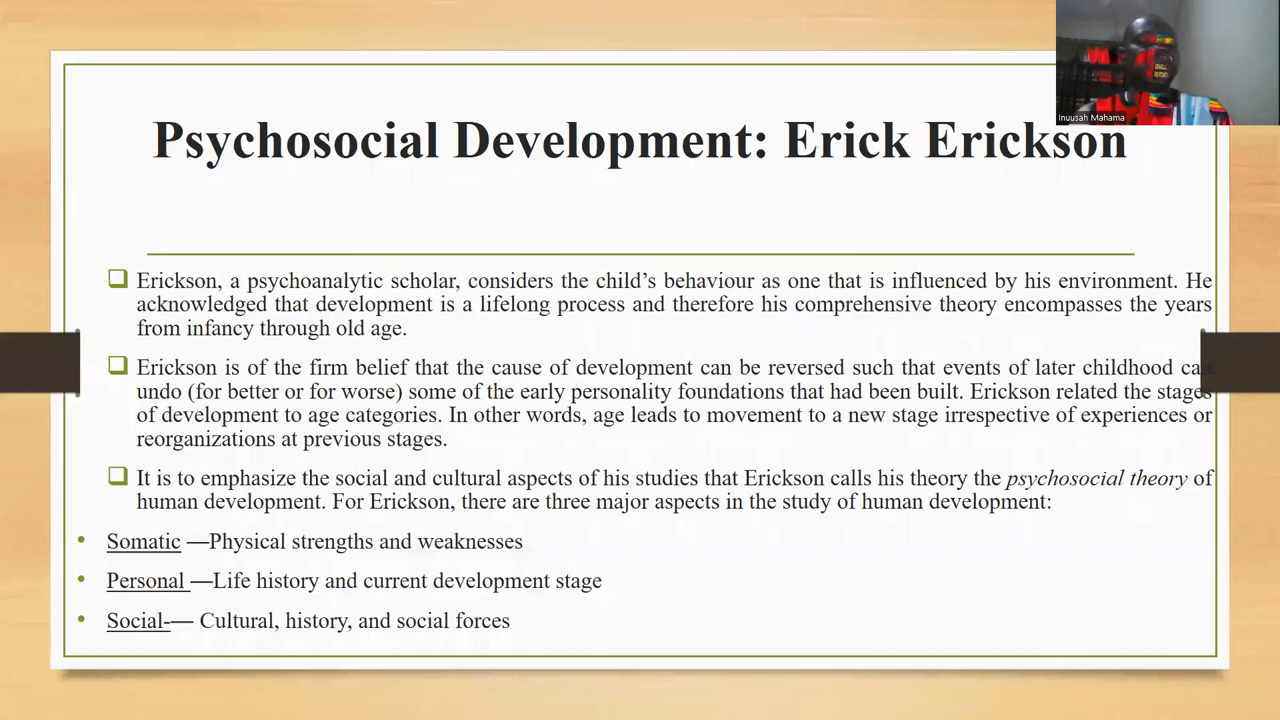 Inuusah Mahama
Psychosocial Development: Erick Erickson
Erickson, a psychoanalytic scholar, considers the child's behaviour as one that is influenced by his environment. He
acknowledged that development is a lifelong process and therefore his comprehensive theory encompasses the years
from infancy through old age.
Erickson is of the firm belief that the cause of development can be reversed such that events of later childhood can
undo (for better or for worse) some of the early personality foundations that had been built. Erickson related the stages
of development to age categories. In other words, age leads to movement to a new stage irrespective of experiences or
reorganizations at previous stages.
It is to emphasize the social and cultural aspects of his studies that Erickson calls his theory the psychosocial theory of
human development. For Erickson, there are three major aspects in the study of human development:
Somatic —Physical strengths and weaknesses
Personal —Life history and current development stage
Social-— Cultural, history, and social forces